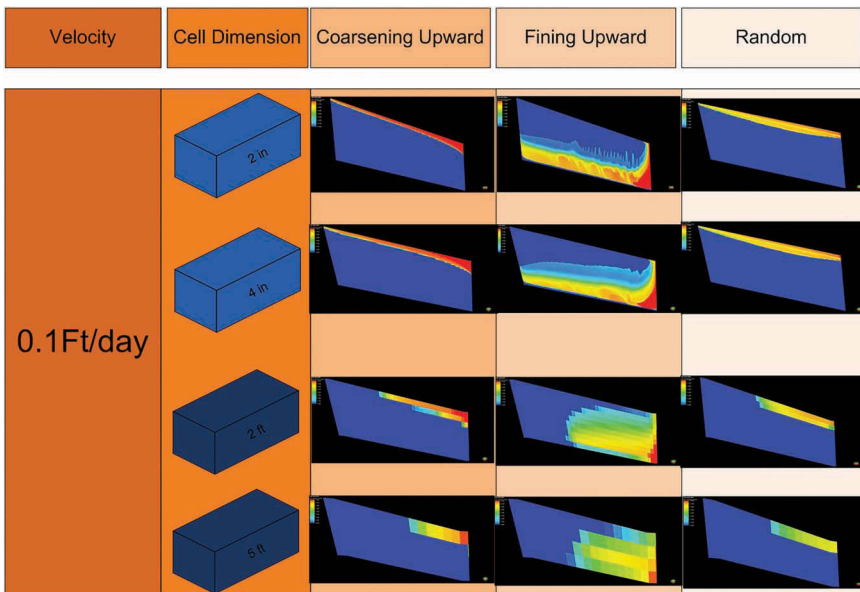 Velocity
Cell Dimension
Coarsening Upward
Fining Upward
Random
0.1Ft/day
2 in
4 in
2 ft
5 ft